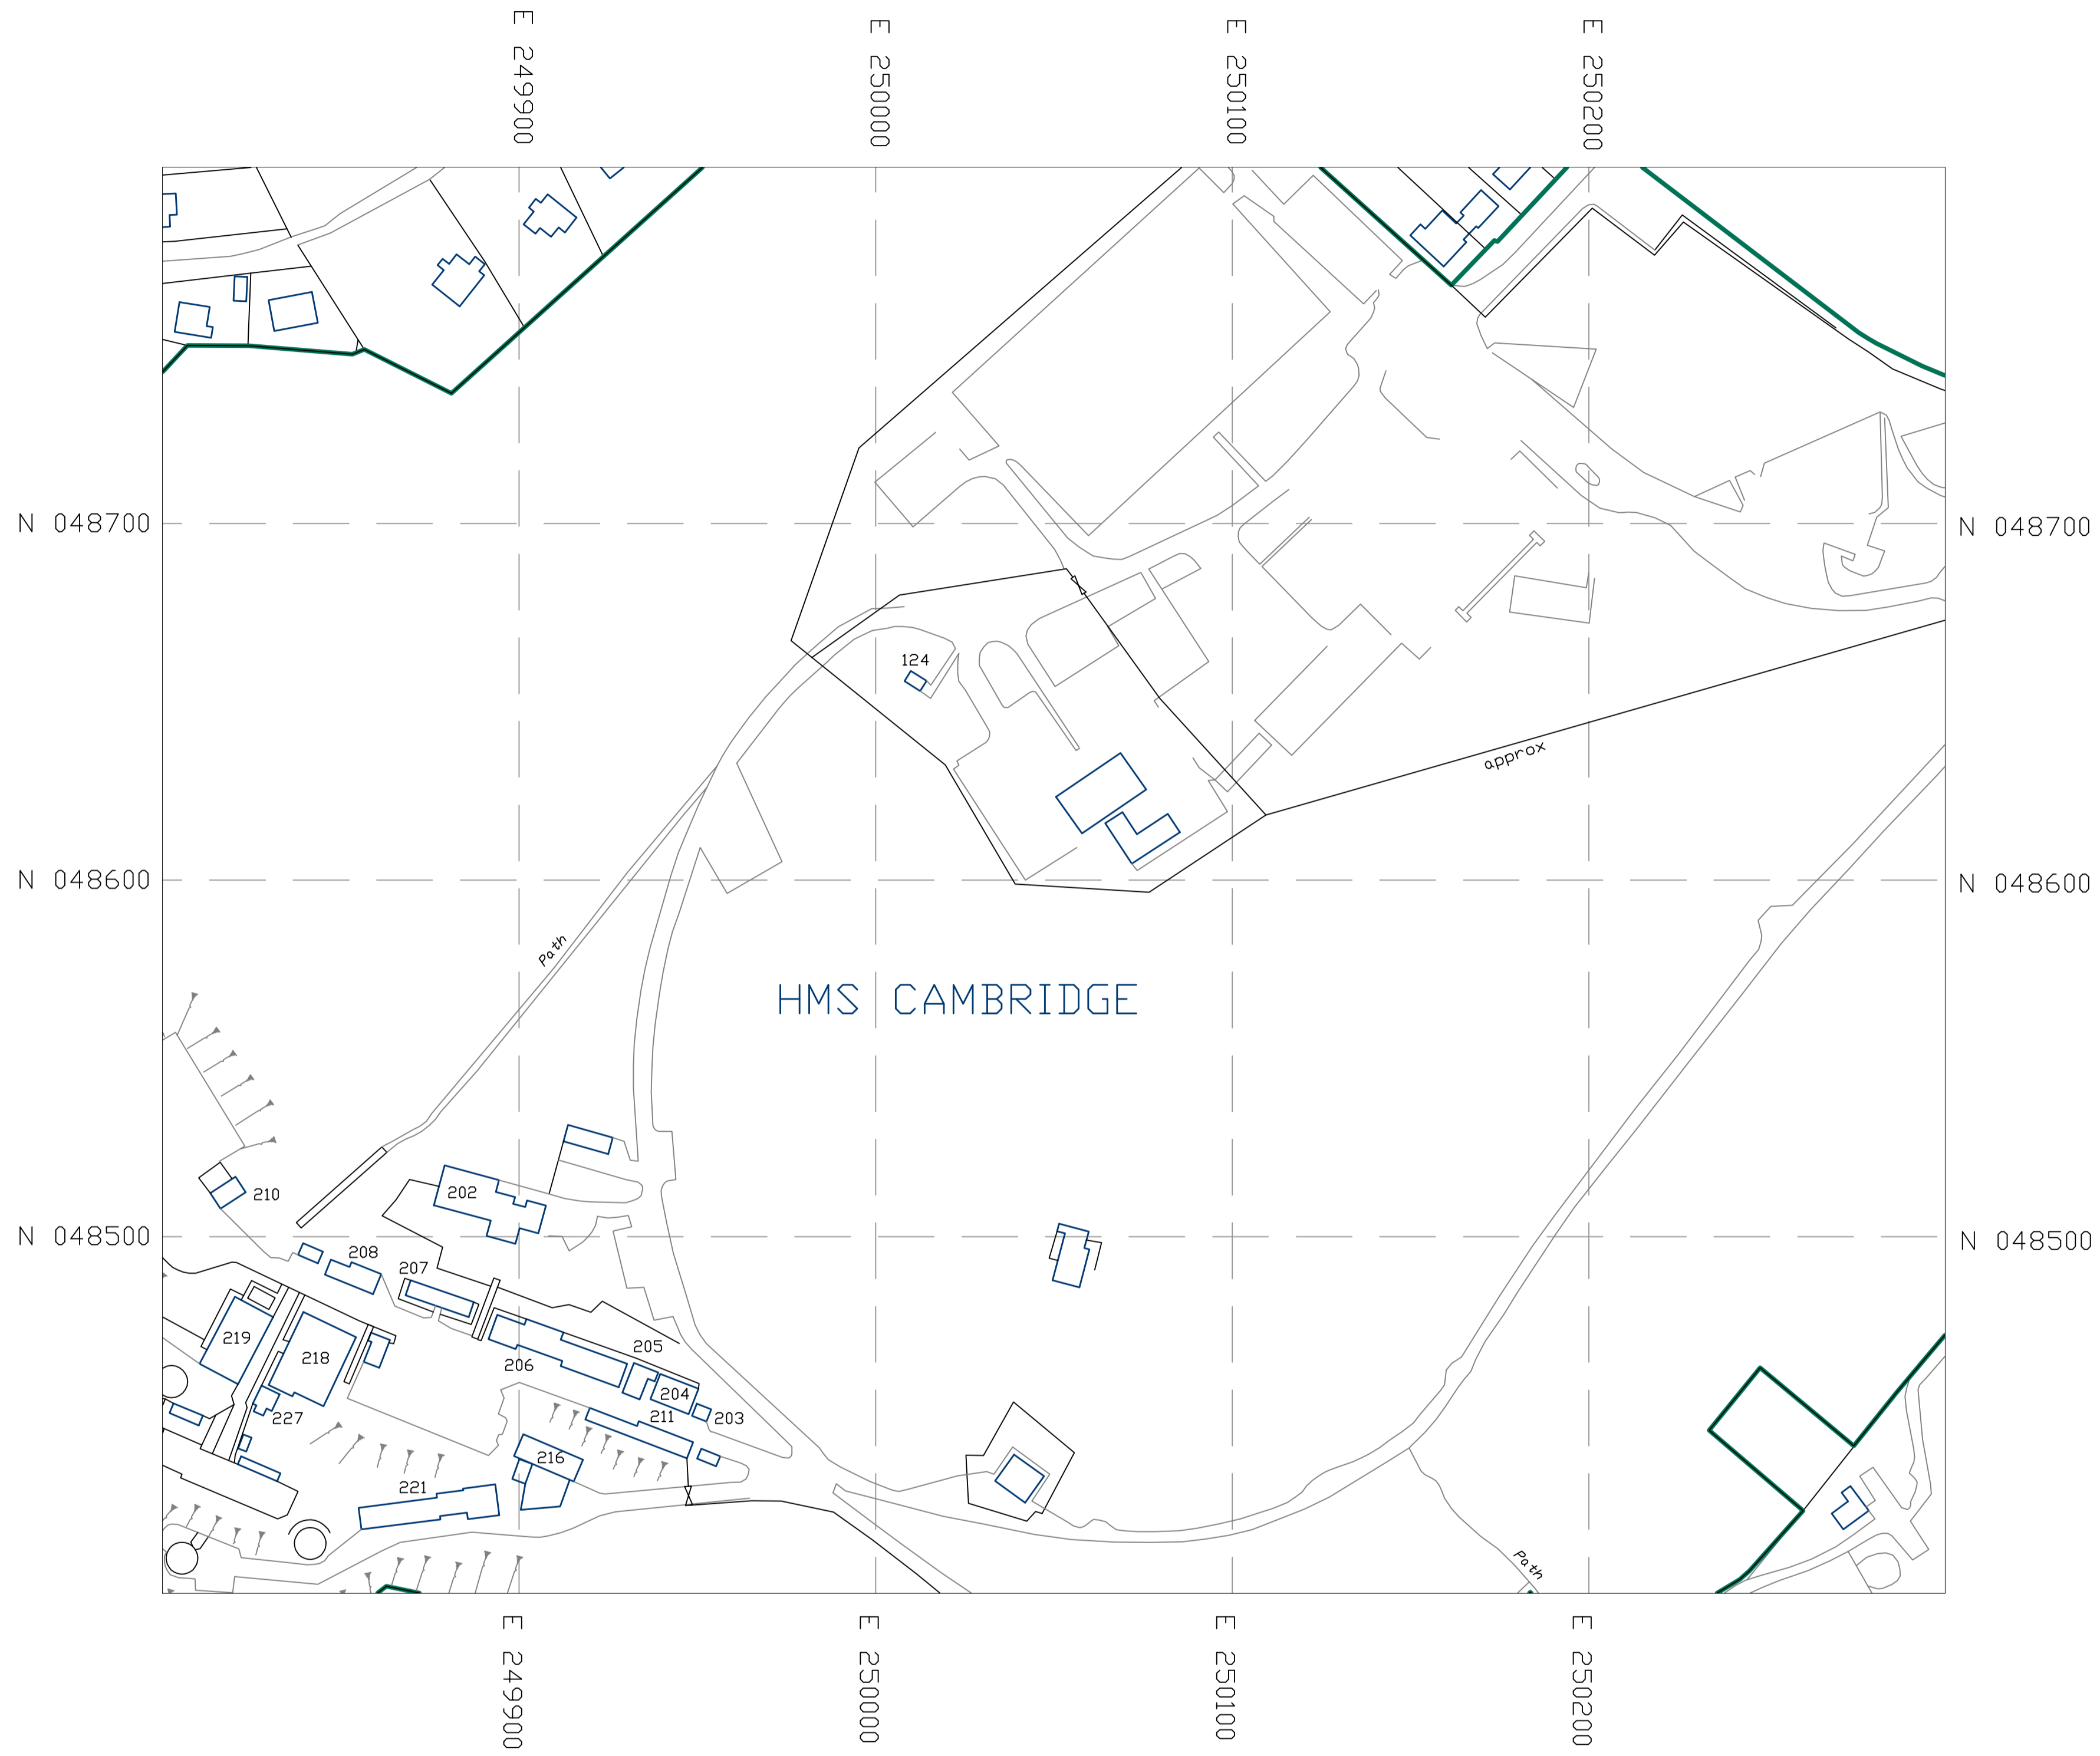 E 249900
E 250000
E 250100
E 250200
N 048700
N 048700
124
approx
N 048600
N 048600
Path
HMS CAMBRIDGE
202
210
N 048500
N 048500
208
207
219
218
206
205
204
203
211
227
216
221
Path
E 249900
E 250000
E 250100
E 250200